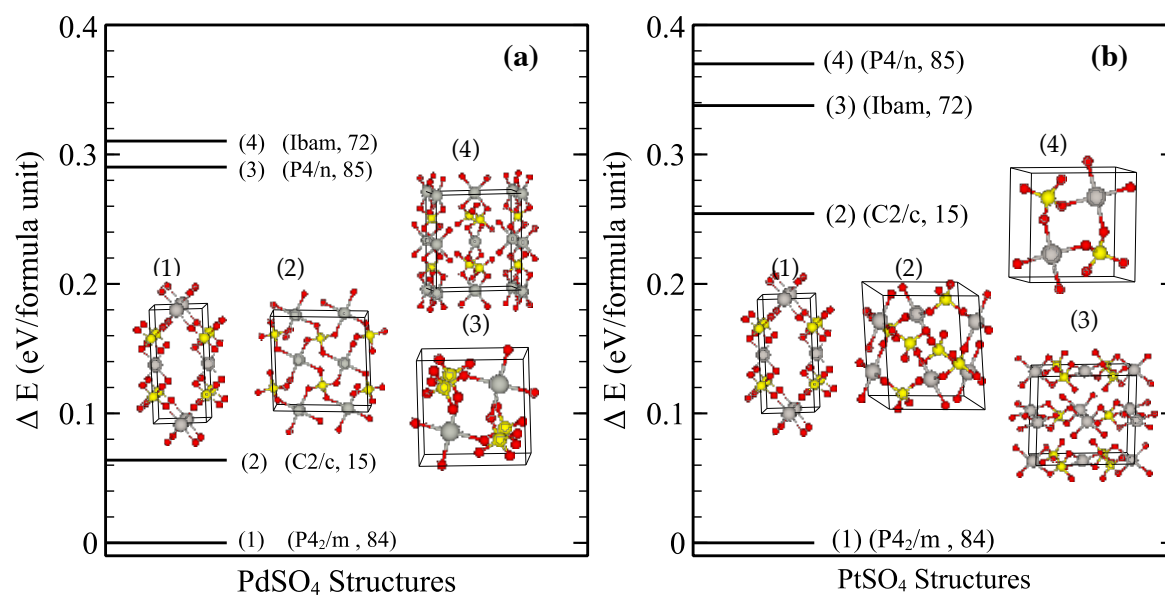 0.4
(a)
(4) (Ibam, 72)
0.3
(3) (P4/n, 85)
(4)
ΔE (eV/formula unit)
0.2
(1)
(2)
(3)
0.1
(2) (C2/c, 15)
0
(1) (P4₂/m , 84)
PdSO₄ Structures
0.4
(4) (P4/n, 85)
(b)
(3) (Ibam, 72)
0.3
(4)
ΔE (eV/formula unit)
(2) (C2/c, 15)
0.2
(1)
(2)
(3)
0.1
0
(1) (P4₂/m, 84)
PtSO₄ Structures